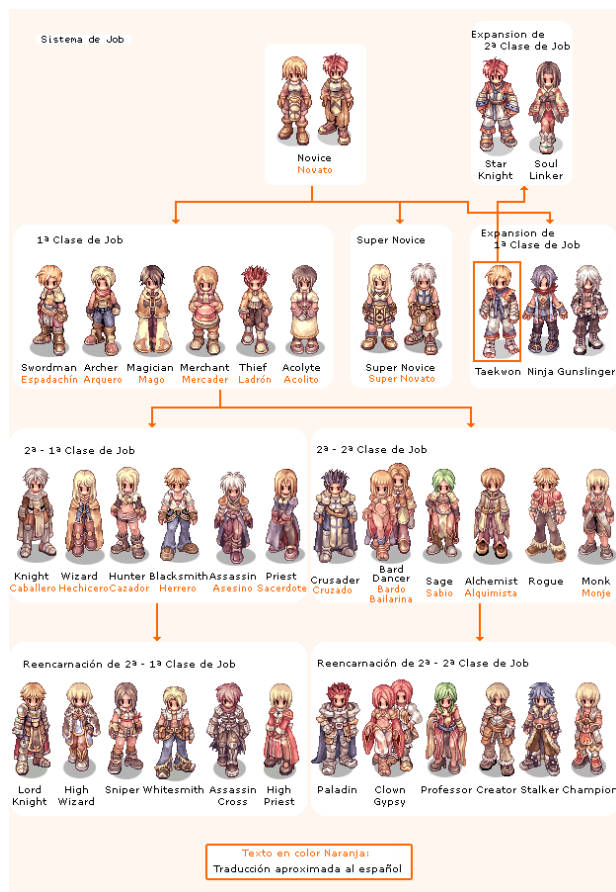 Sistema de Job
Expansion de
2ª Clase de Job
Novice
Novato
Star
Knight
Soul
Linker
1ª Clase de Job
Super Novice
Expansion de
1ª Clase de Job
Swordman
Espadachín
Archer
Arquero
Magician
Mago
Merchant
Mercader
Thief
Ladrón
Acolyte
Acolito
Super Novice
Super Novato
Taekwon
Ninja
Gunslinger
2ª - 1ª Clase de Job
2ª - 2ª Clase de Job
Knight
Caballero
Wizard
Hechicero
Hunter
Cazador
Blacksmith
Herrero
Assassin
Asesino
Priest
Sacerdote
Crusader
Cruzado
Bard
Dancer
Bardo
Bailarina
Sage
Sabio
Alchemist
Alquimista
Rogue
Monk
Monje
Reencarnación de 2ª - 1ª Clase de Job
Reencarnación de 2ª - 2ª Clase de Job
Lord
Knight
High
Wizard
Sniper
Whitesmith
Assassin
Cross
High
Priest
Paladin
Clown
Gypsy
Professor
Creator
Stalker
Champion
Texto en color Naranja:
Traducción aproximada al español